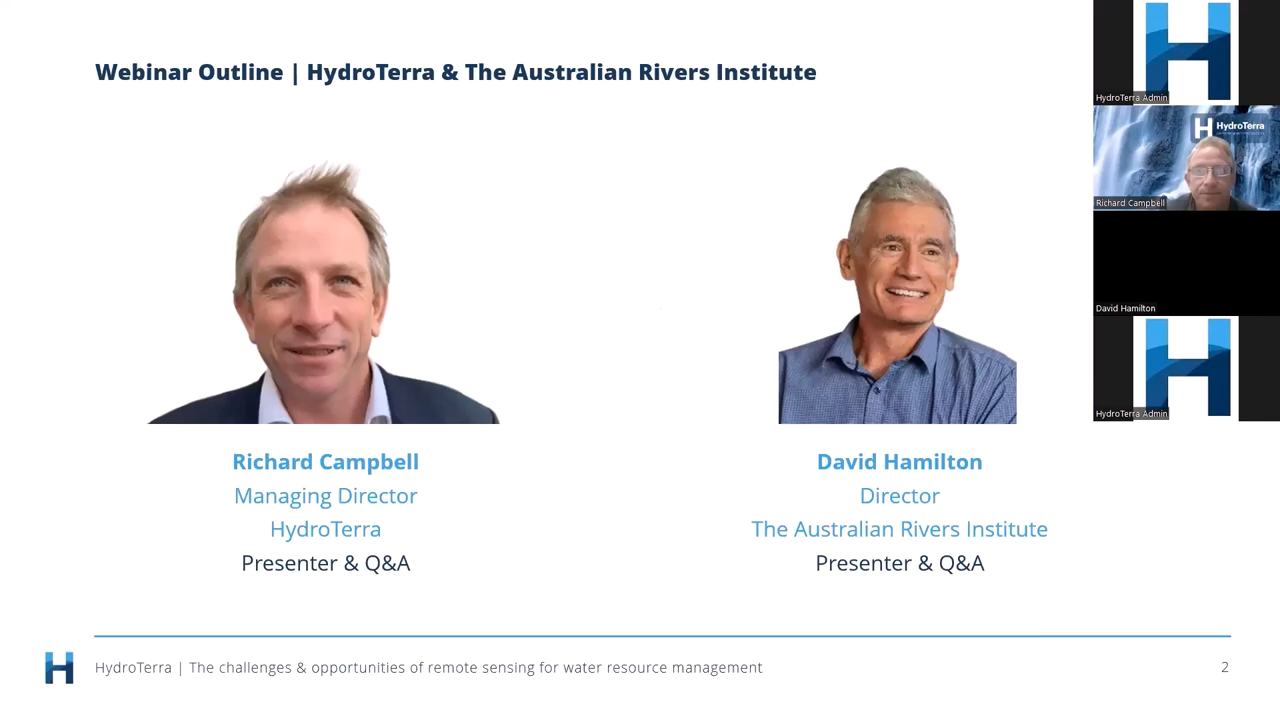 Webinar Outline | HydroTerra & The Australian Rivers Institute
Richard Campbell
Managing Director
HydroTerra
Presenter & Q&A
David Hamilton
Director
The Australian Rivers Institute
Presenter & Q&A
HydroTerra | The challenges & opportunities of remote sensing for water resource management
2
HydroTerra Admin
HydroTerra
Richard Campbell
David Hamilton
HydroTerra Admin